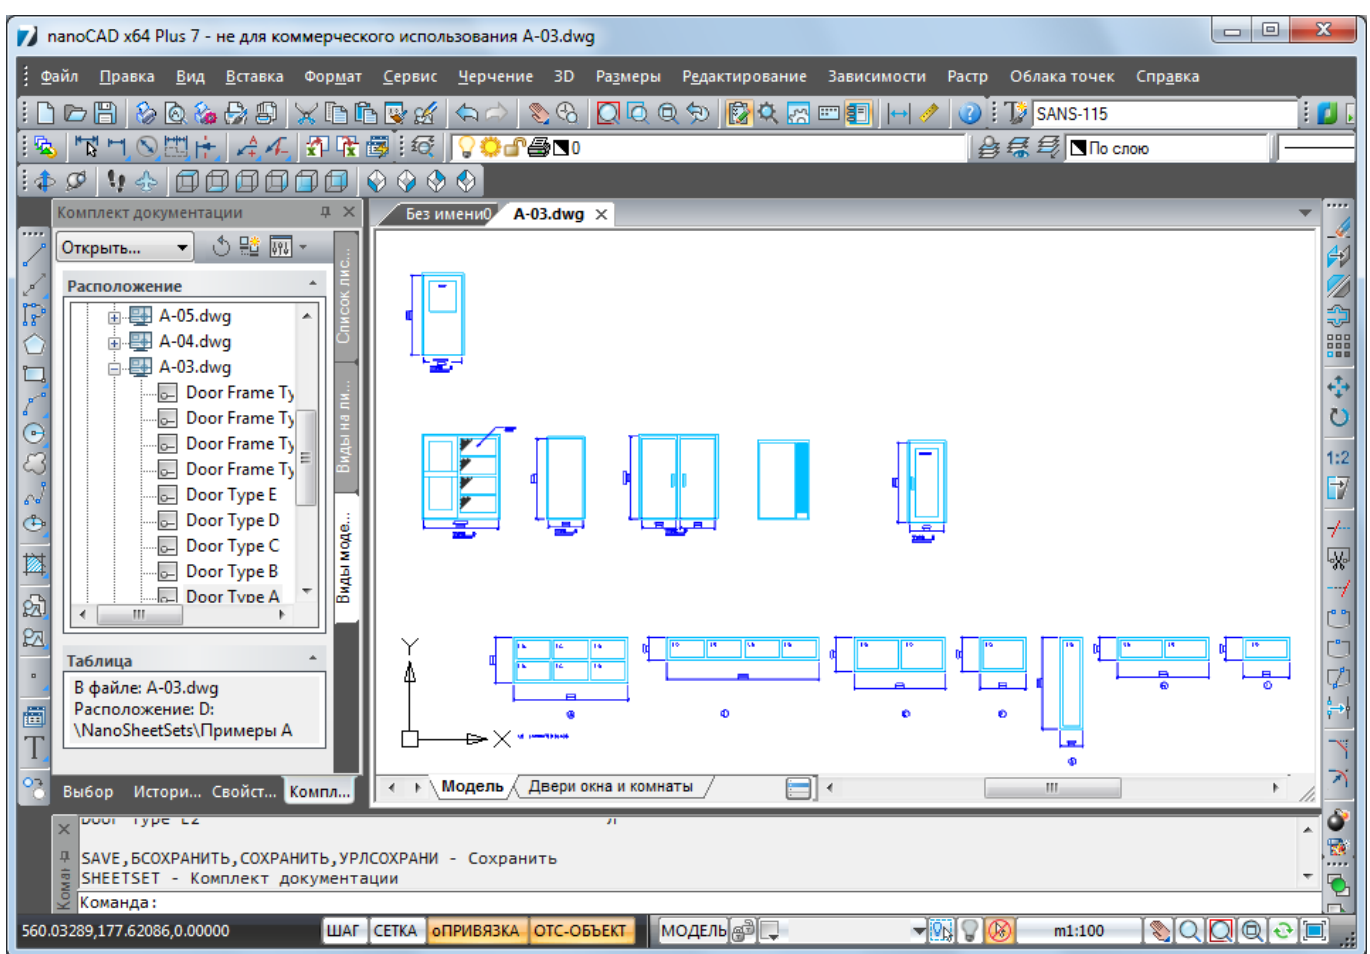 nanoCAD x64 Plus 7 - не для коммерческого использования A-03.dwg
Файл Правка Вид Вставка Формат Сервис Черчение 3D Размеры Редактирование Зависимости Растр Облака точек Справка
SANS-115
0 По слою
Комплект документации
Без имени0 A-03.dwg
Открыть...
Список лис...
Виды на ли...
Виды моде...
Расположение
A-05.dwg
A-04.dwg
A-03.dwg
Door Frame Ty
Door Frame Ty
Door Frame Ty
Door Frame Ty
Door Type E
Door Type D
Door Type C
Door Type B
Door Type A
1:2
Таблица
В файле: A-03.dwg
Расположение: D:
\NanoSheetSets\Примеры A
Y
X
Выбор Истори... Свойст... Компл...
Модель Двери окна и комнаты
Door Type E2 л
SAVE,БСОХРАНИТЬ,СОХРАНИТЬ,УРЛСОХРАНИ - Сохранить
SHEETSET - Комплект документации
Команда:
560.03289,177.62086,0.00000 ШАГ СЕТКА оПРИВЯЗКА ОТС-ОБЪЕКТ МОДЕЛЬ m1:100